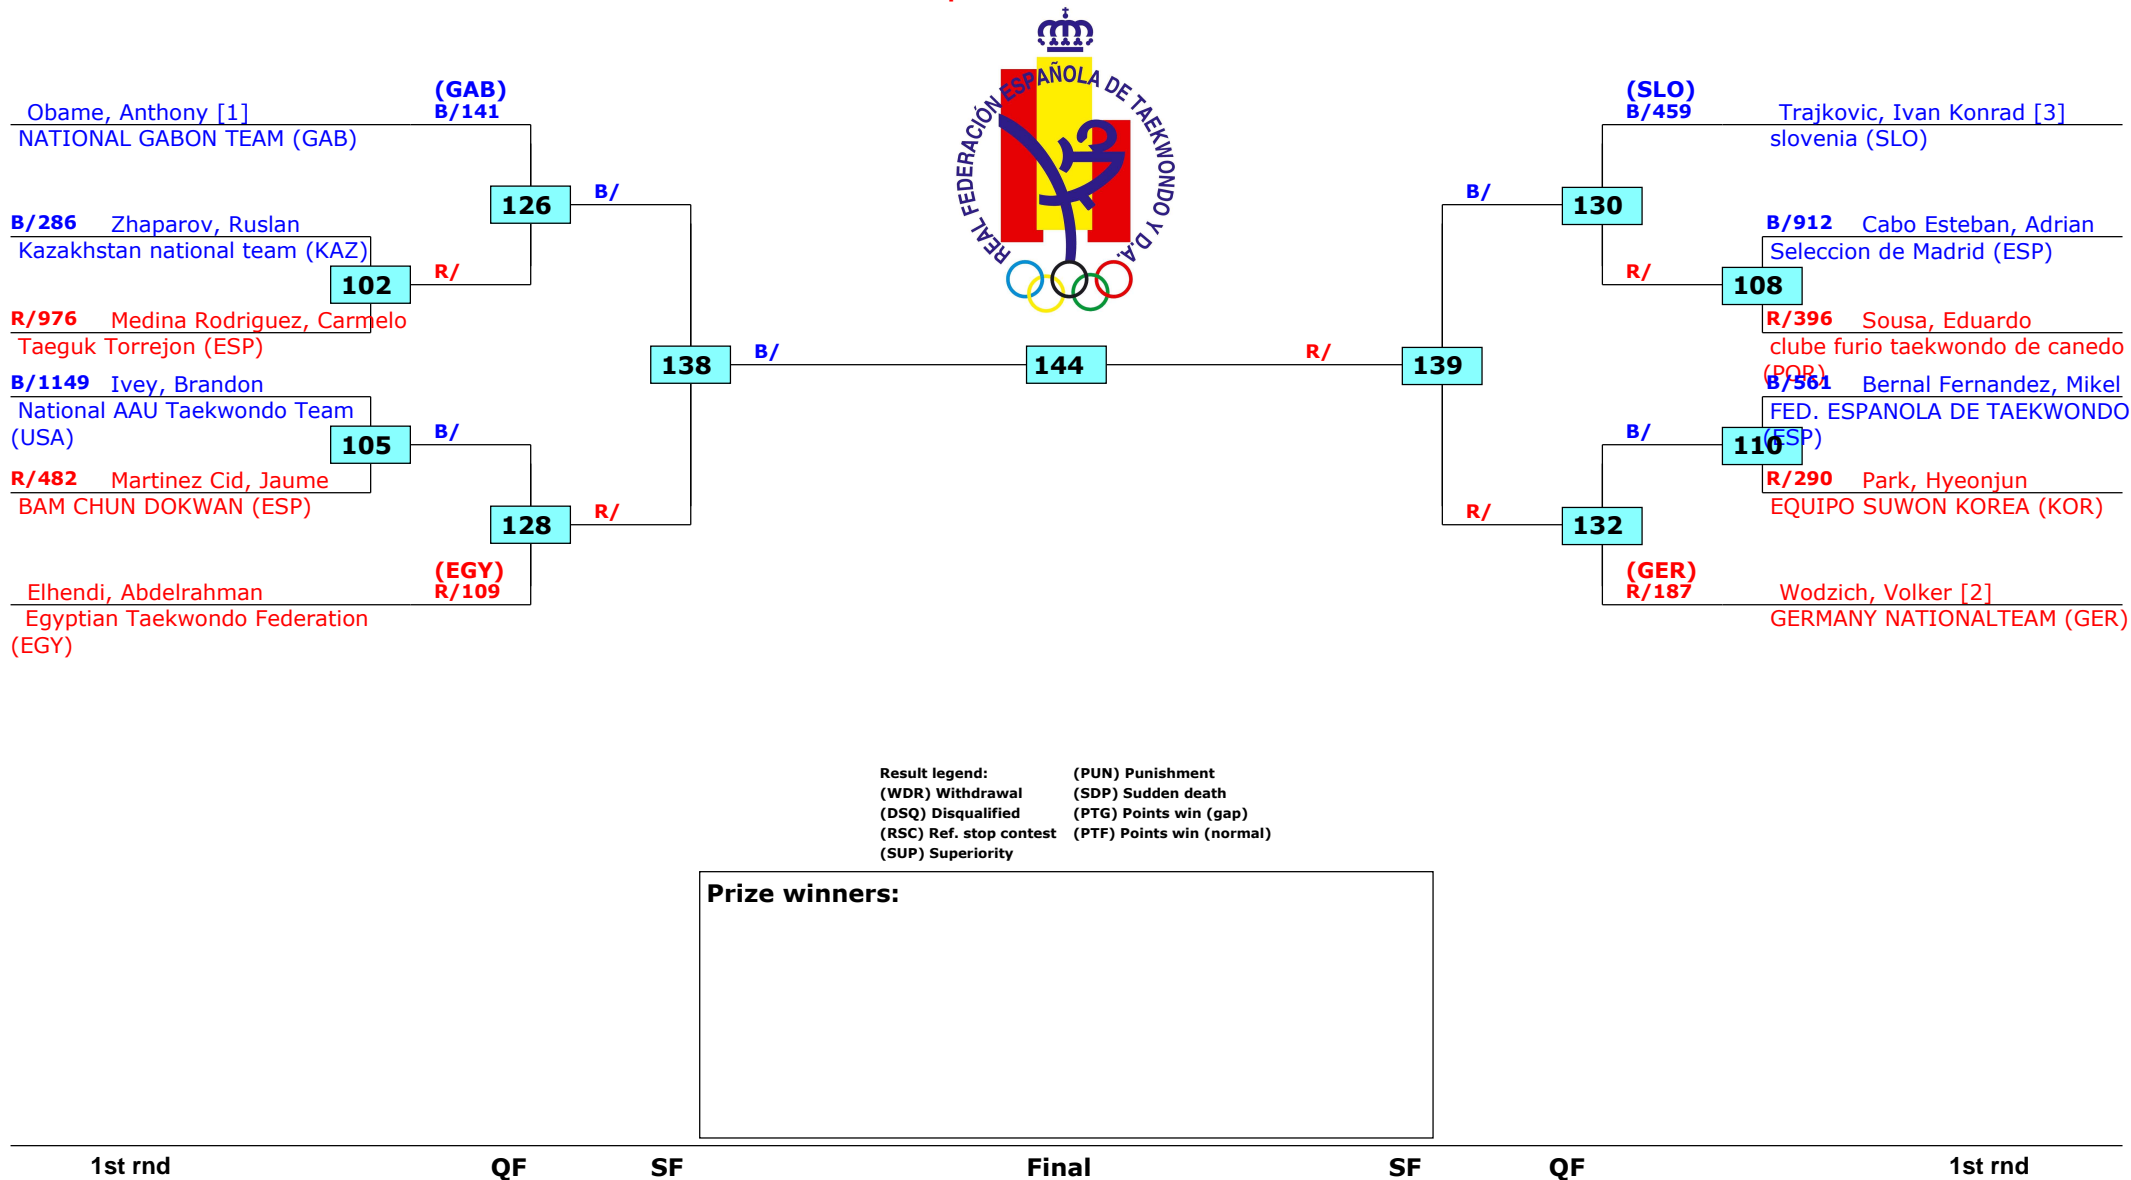 REAL FEDERACIÓN ESPAÑOLA DE TAEKWONDO Y D.A.
(GAB)
Obame, Anthony [1] B/141
NATIONAL GABON TEAM (GAB)
126 B/
B/286 Zhaparov, Ruslan
Kazakhstan national team (KAZ)
102 R/
R/976 Medina Rodriguez, Carmelo
Taeguk Torrejon (ESP)
138 B/
B/1149 Ivey, Brandon
National AAU Taekwondo Team
(USA)
105 B/
R/482 Martinez Cid, Jaume
BAM CHUN DOKWAN (ESP)
128 R/
(EGY)
Elhendi, Abdelrahman R/109
Egyptian Taekwondo Federation
(EGY)
144
(SLO)
B/459 Trajkovic, Ivan Konrad [3]
slovenia (SLO)
B/ 130
B/912 Cabo Esteban, Adrian
Seleccion de Madrid (ESP)
R/ 108
R/396 Sousa, Eduardo
clube furio taekwondo de canedo
(POR)
R/ 139
B/561 Bernal Fernandez, Mikel
FED. ESPANOLA DE TAEKWONDO
(ESP)
B/ 110
R/290 Park, Hyeonjun
EQUIPO SUWON KOREA (KOR)
R/ 132
(GER)
R/187 Wodzich, Volker [2]
GERMANY NATIONALTEAM (GER)
Result legend: (PUN) Punishment
(WDR) Withdrawal (SDP) Sudden death
(DSQ) Disqualified (PTG) Points win (gap)
(RSC) Ref. stop contest (PTF) Points win (normal)
(SUP) Superiority
Prize winners:
1st rnd QF SF Final SF QF 1st rnd